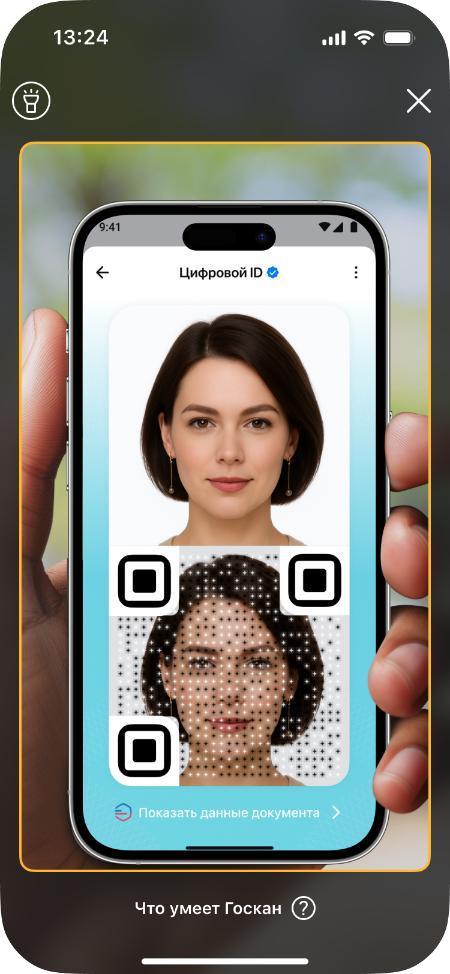 13:24
9:41
Цифровой ID
Показать данные документа
Что умеет Госкан